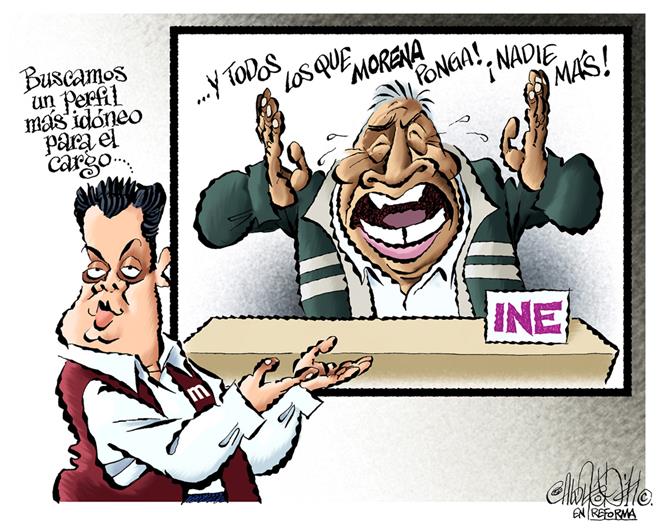 Buscamos
un perfil
más idóneo
para el
cargo...
...Y TODOS LOS QUE MORENA PONGA! ¡NADIE MÁS!
INE
m
EN REFORMA